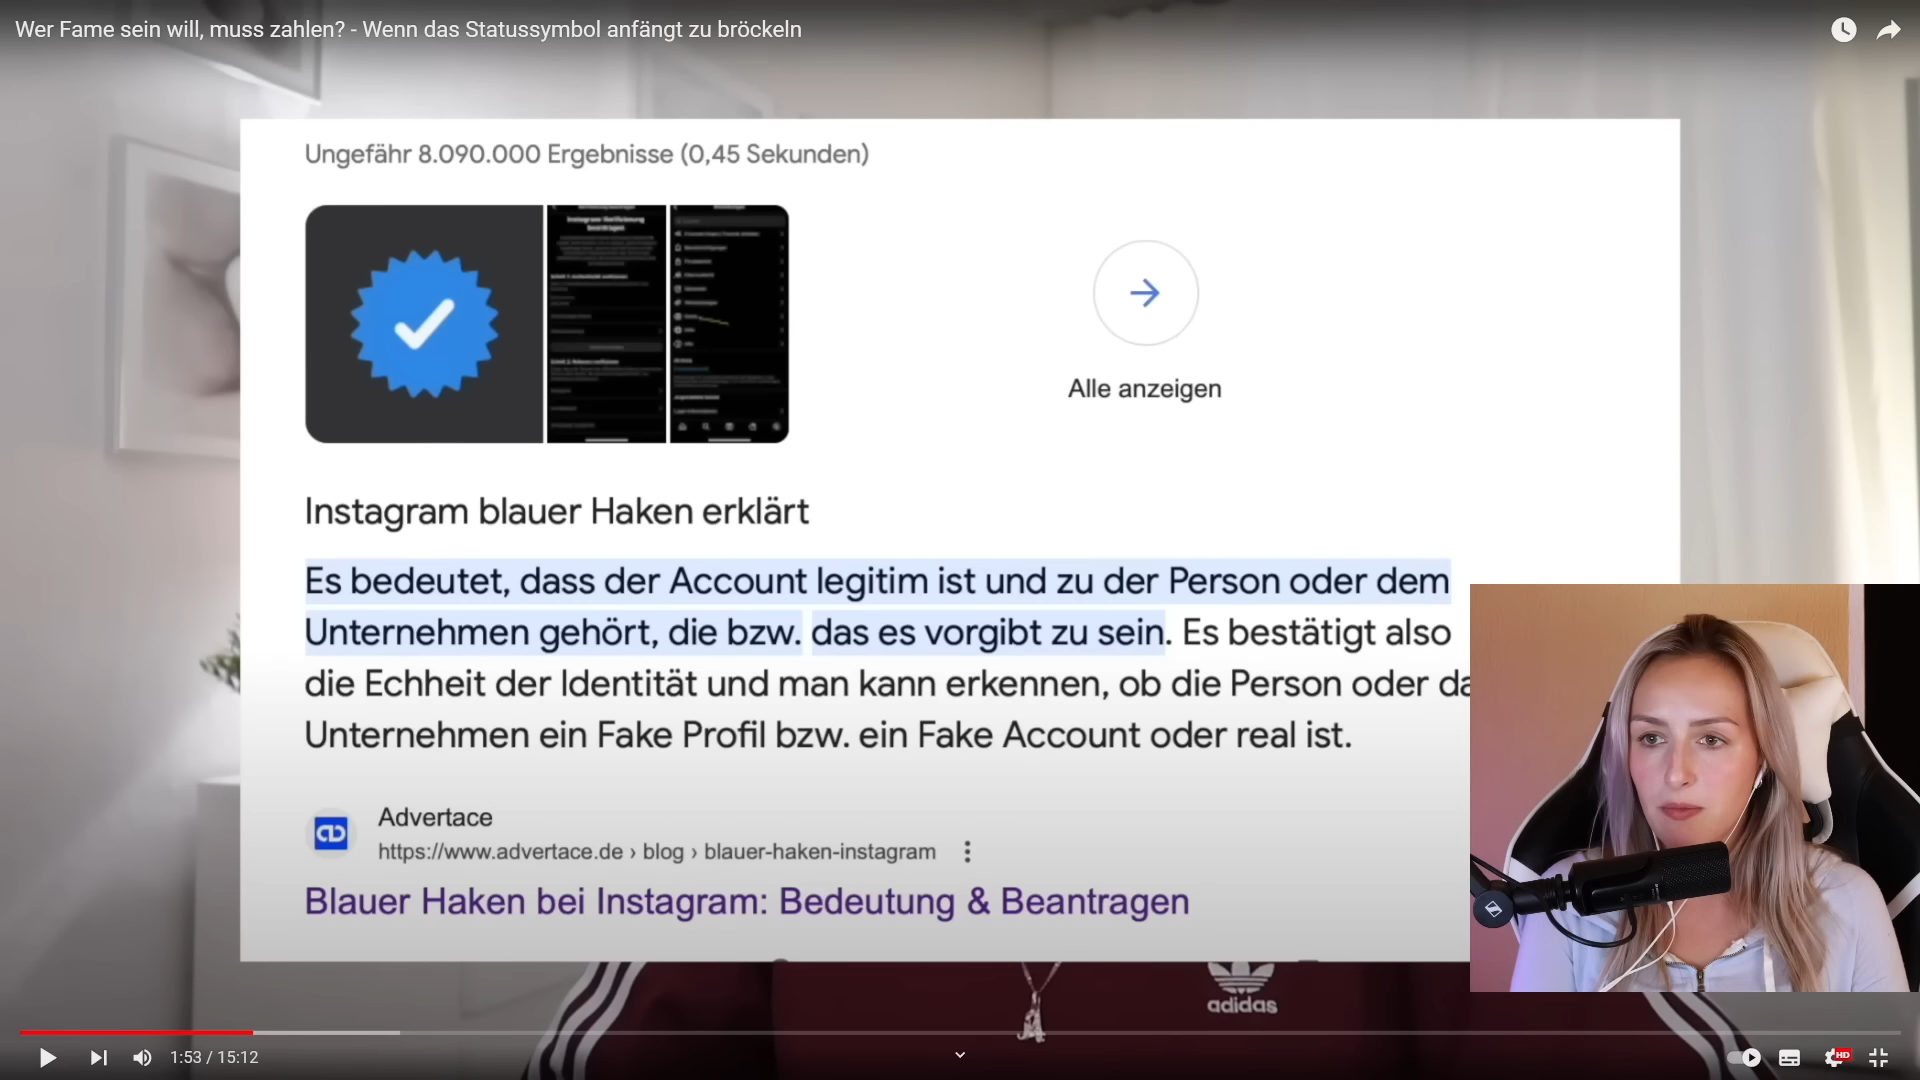 Wer Fame sein will, muss zahlen? - Wenn das Statussymbol anfängt zu bröckeln
Ungefähr 8.090.000 Ergebnisse (0,45 Sekunden)
Alle anzeigen
Instagram blauer Haken erklärt
Es bedeutet, dass der Account legitim ist und zu der Person oder dem
Unternehmen gehört, die bzw. das es vorgibt zu sein. Es bestätigt also
die Echheit der Identität und man kann erkennen, ob die Person oder da
Unternehmen ein Fake Profil bzw. ein Fake Account oder real ist.
Advertace
https://www.advertace.de › blog › blauer-haken-instagram
Blauer Haken bei Instagram: Bedeutung & Beantragen
adidas
1:53 / 15:12
HD